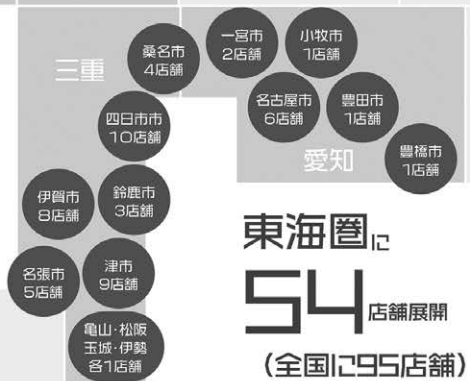 三重
愛知
桑名市
4店舗
一宮市
2店舗
小牧市
1店舗
名古屋市
6店舗
豊田市
1店舗
豊橋市
1店舗
四日市市
10店舗
伊賀市
8店舗
鈴鹿市
3店舗
名張市
5店舗
津市
9店舗
亀山・松阪
玉城・伊勢
各1店舗
東海圏に
54店舗展開
(全国に95店舗)